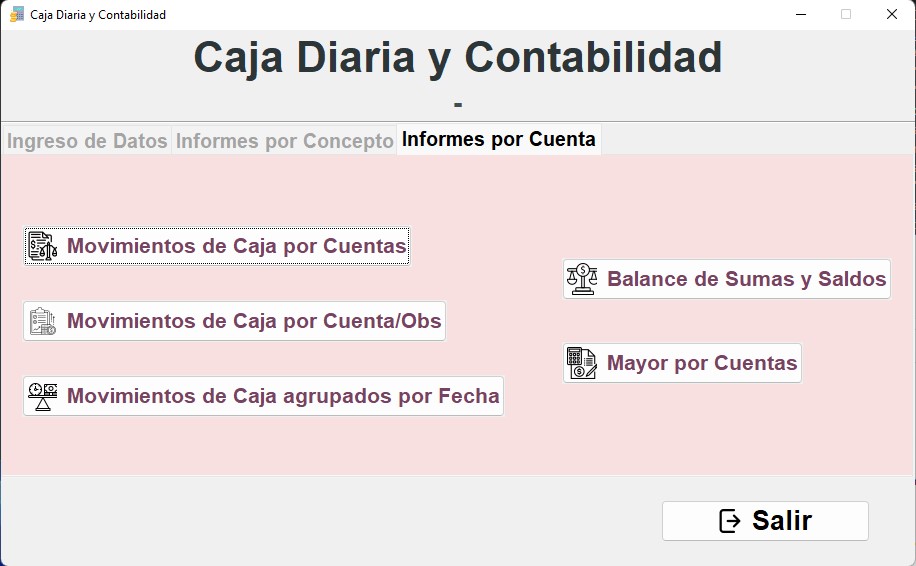 Caja Diaria y Contabilidad
Caja Diaria y Contabilidad
-
Ingreso de Datos Informes por Concepto Informes por Cuenta
Movimientos de Caja por Cuentas
Movimientos de Caja por Cuenta/Obs
Movimientos de Caja agrupados por Fecha
Balance de Sumas y Saldos
Mayor por Cuentas
Salir